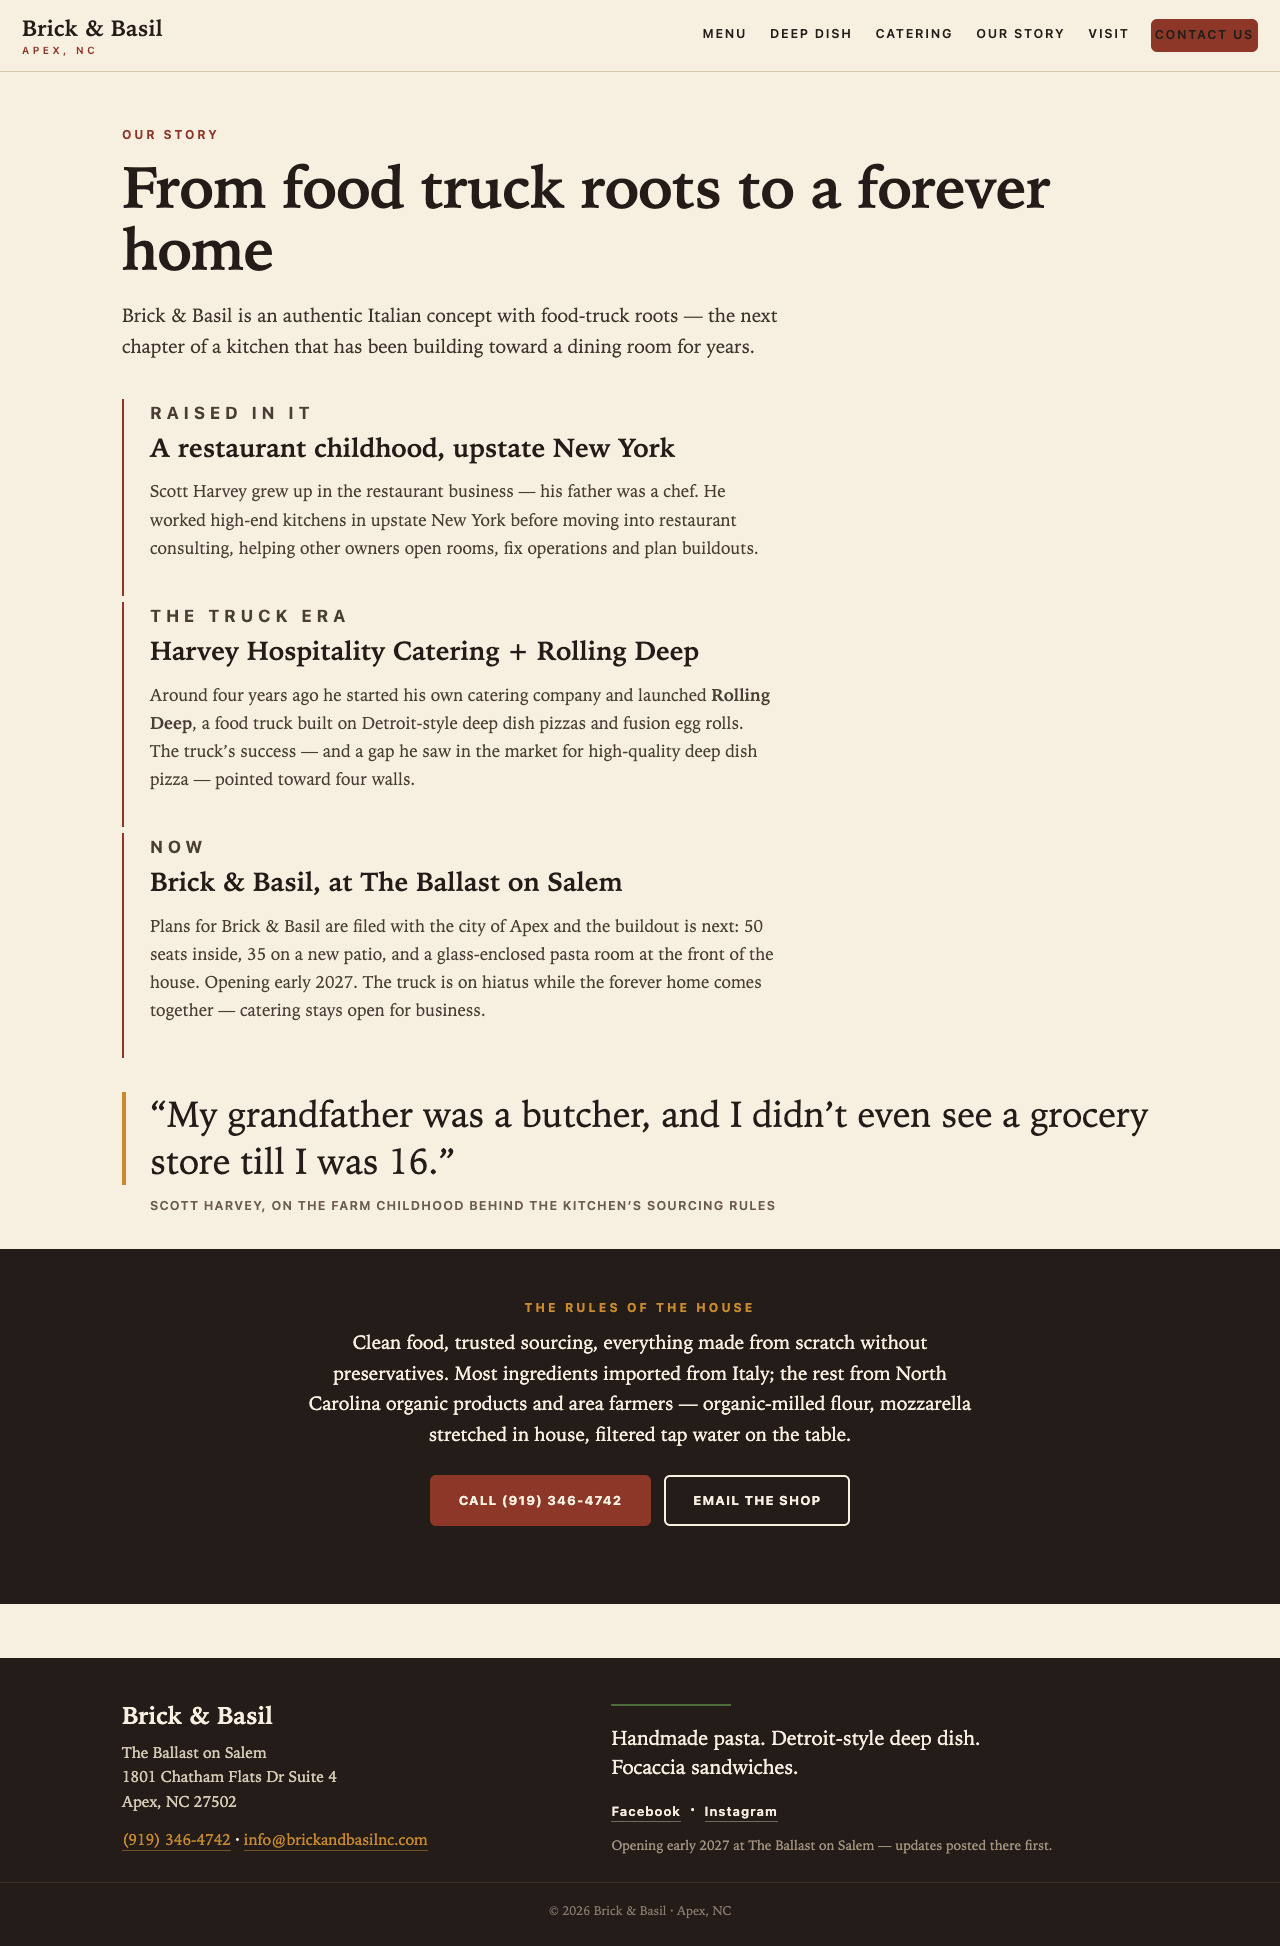 Brick & Basil
APEX, NC
MENU DEEP DISH CATERING OUR STORY VISIT CONTACT US
OUR STORY
From food truck roots to a forever
home
Brick & Basil is an authentic Italian concept with food-truck roots — the next
chapter of a kitchen that has been building toward a dining room for years.
RAISED IN IT
A restaurant childhood, upstate New York
Scott Harvey grew up in the restaurant business — his father was a chef. He
worked high-end kitchens in upstate New York before moving into restaurant
consulting, helping other owners open rooms, fix operations and plan buildouts.
THE TRUCK ERA
Harvey Hospitality Catering + Rolling Deep
Around four years ago he started his own catering company and launched Rolling
Deep, a food truck built on Detroit-style deep dish pizzas and fusion egg rolls.
The truck’s success — and a gap he saw in the market for high-quality deep dish
pizza — pointed toward four walls.
NOW
Brick & Basil, at The Ballast on Salem
Plans for Brick & Basil are filed with the city of Apex and the buildout is next: 50
seats inside, 35 on a new patio, and a glass-enclosed pasta room at the front of the
house. Opening early 2027. The truck is on hiatus while the forever home comes
together — catering stays open for business.
“My grandfather was a butcher, and I didn’t even see a grocery
store till I was 16.”
SCOTT HARVEY, ON THE FARM CHILDHOOD BEHIND THE KITCHEN’S SOURCING RULES
THE RULES OF THE HOUSE
Clean food, trusted sourcing, everything made from scratch without
preservatives. Most ingredients imported from Italy; the rest from North
Carolina organic products and area farmers — organic-milled flour, mozzarella
stretched in house, filtered tap water on the table.
CALL (919) 346-4742 EMAIL THE SHOP
Brick & Basil
The Ballast on Salem
1801 Chatham Flats Dr Suite 4
Apex, NC 27502
(919) 346-4742 · info@brickandbasilnc.com
Handmade pasta. Detroit-style deep dish.
Focaccia sandwiches.
Facebook · Instagram
Opening early 2027 at The Ballast on Salem — updates posted there first.
© 2026 Brick & Basil · Apex, NC